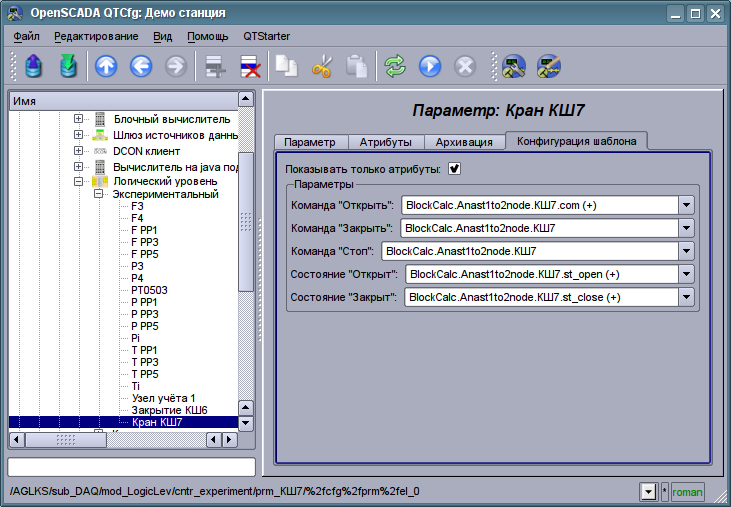 OpenSCADA QTCfg: Демо станция
Файл Редактирование Вид Помощь QTStarter
Имя
Блочный вычислитель
Шлюз источников данны
DCON клиент
Вычислитель на java под
Логический уровень
Экспериментальный
F3
F4
F PP1
F PP3
F PP5
P3
P4
PT0503
P PP1
P PP3
P PP5
Pi
T PP1
T PP3
T PP5
Ti
Узел учёта 1
Закрытие КШ6
Кран КШ7
Параметр: Кран КШ7
Параметр Атрибуты Архивация Конфигурация шаблона
Показывать только атрибуты:
Параметры
Команда "Открыть": BlockCalc.Anast1to2node.КШ7.com (+)
Команда "Закрыть": BlockCalc.Anast1to2node.КШ7
Команда "Стоп": BlockCalc.Anast1to2node.КШ7
Состояние "Открыт": BlockCalc.Anast1to2node.КШ7.st_open (+)
Состояние "Закрыт": BlockCalc.Anast1to2node.КШ7.st_close (+)
/AGLKS/sub_DAQ/mod_LogicLev/cntr_experiment/prm_КШ7/%2fcfg%2fprm%2fel_0
* roman